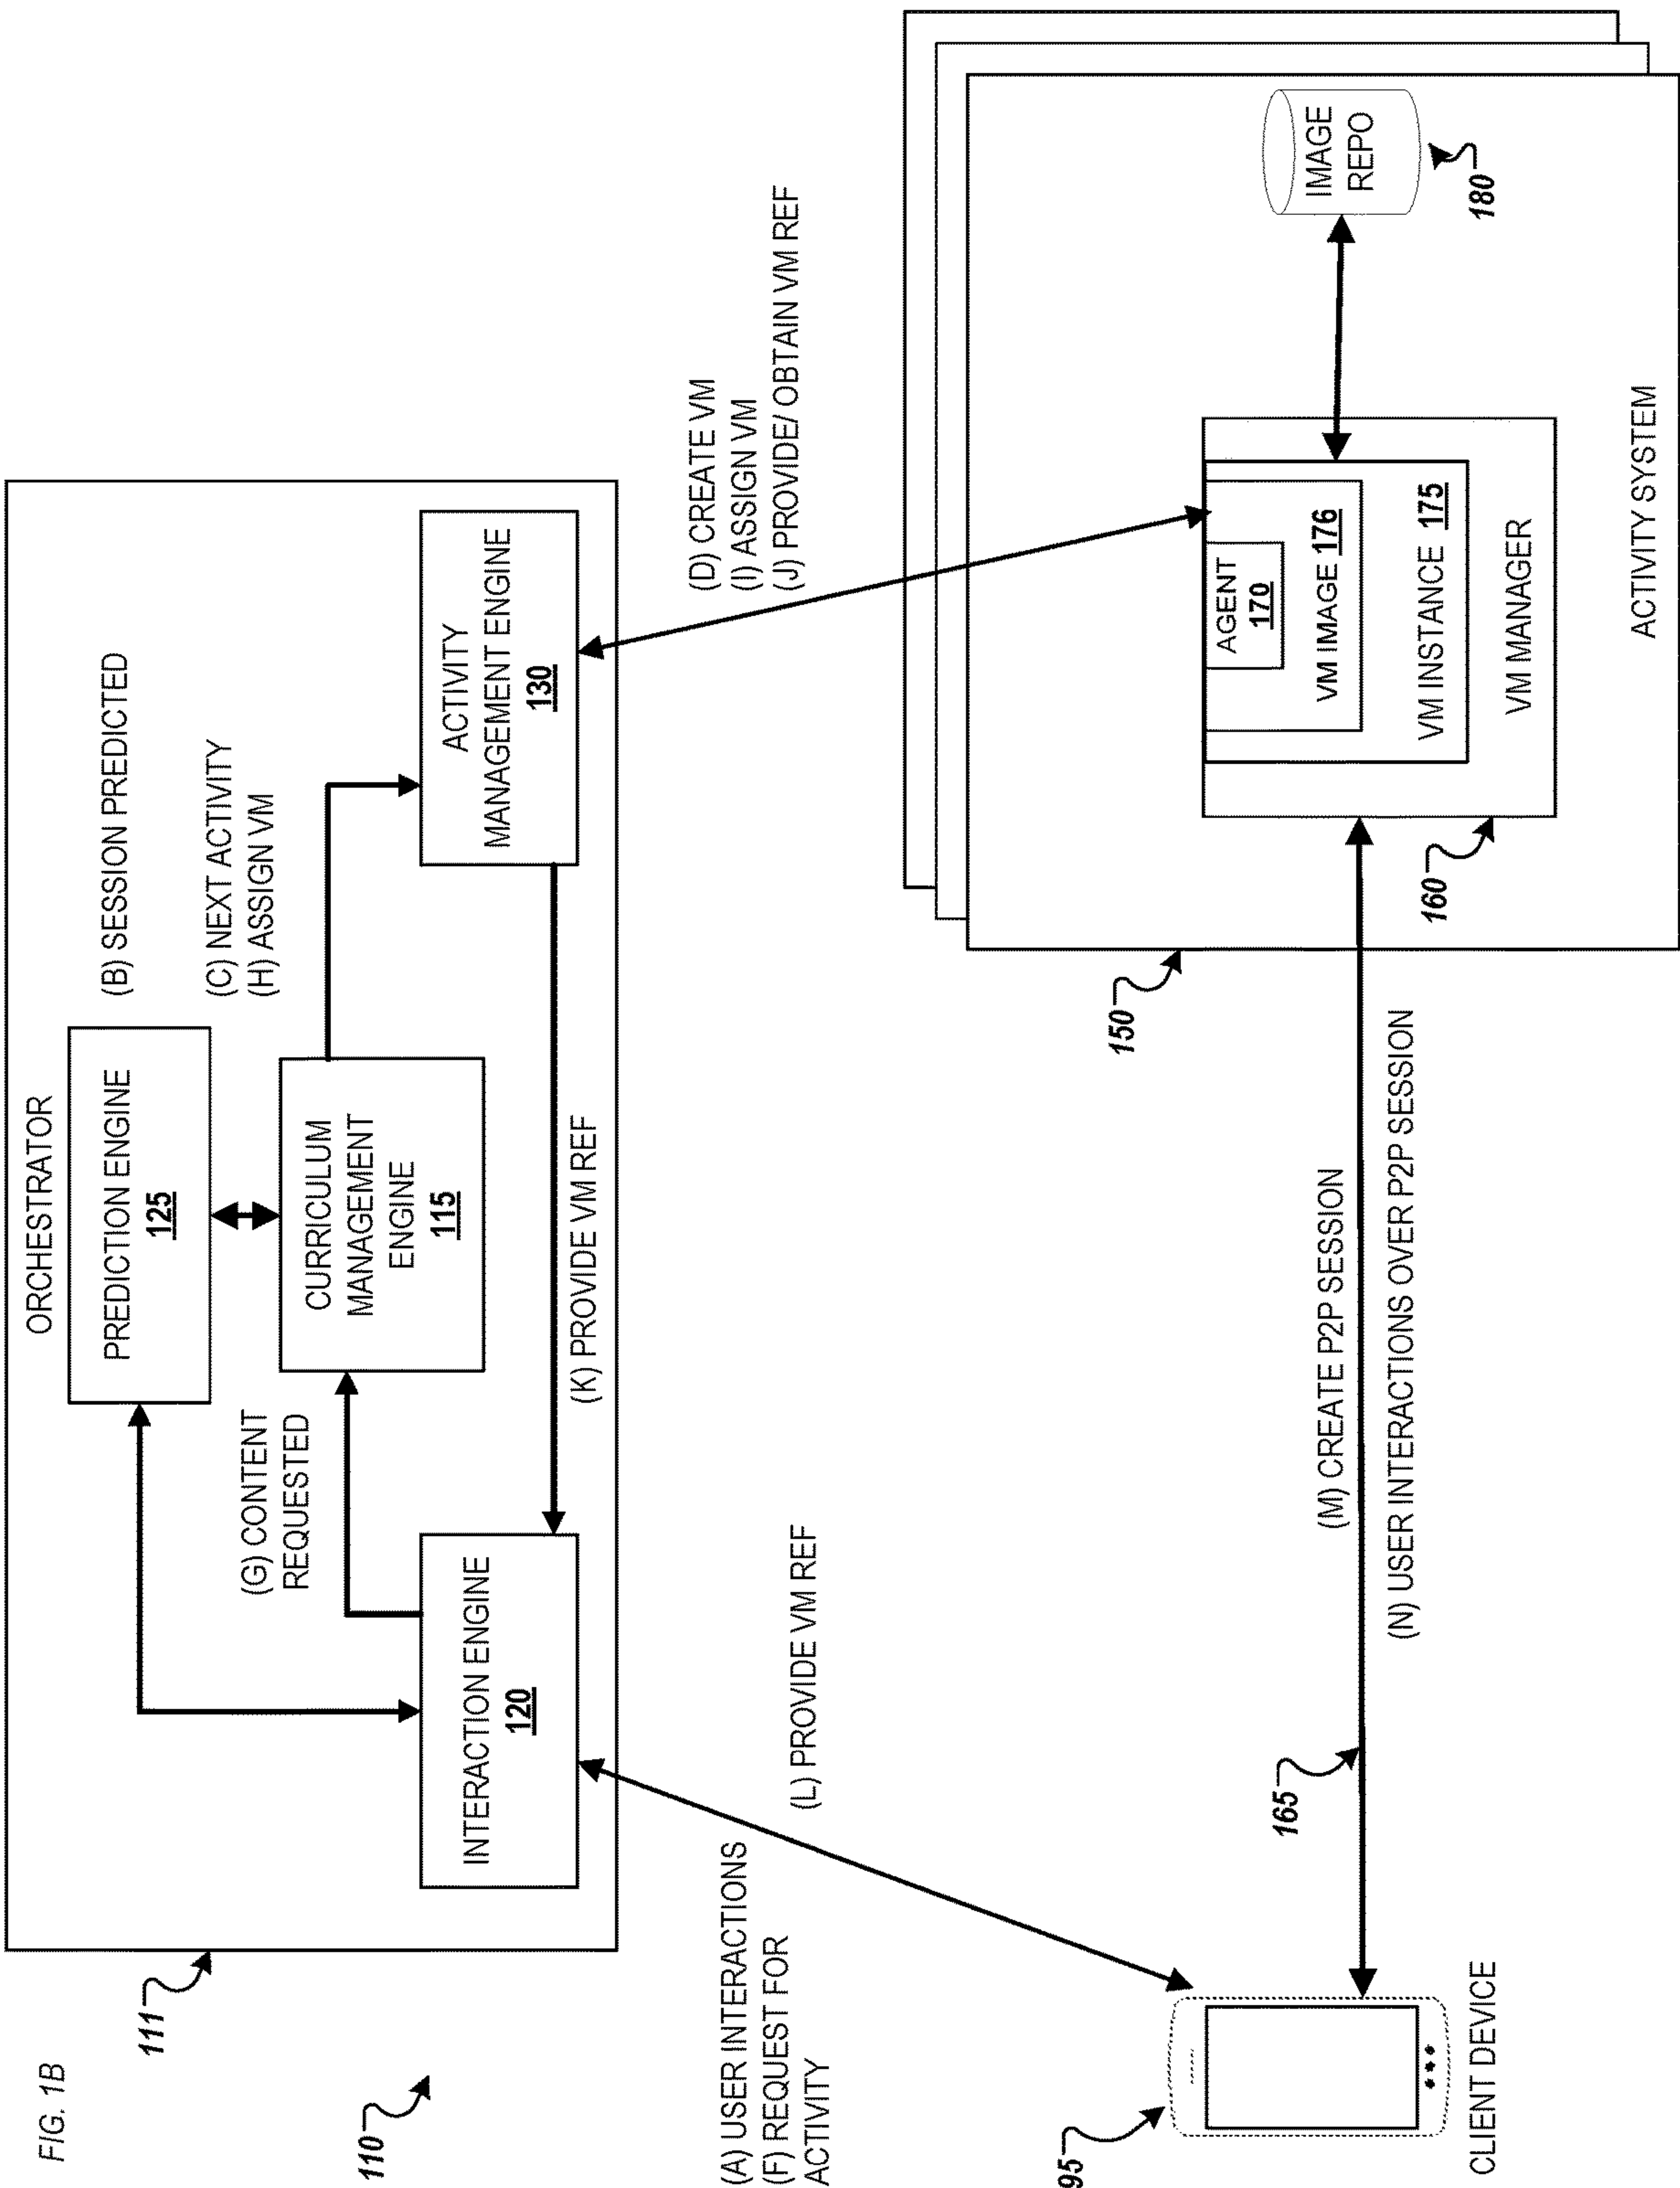 FIG. 1B
110
111
ORCHESTRATOR
PREDICTION ENGINE
125
(B) SESSION PREDICTED
(C) NEXT ACTIVITY
(H) ASSIGN VM
(G) CONTENT
REQUESTED
CURRICULUM
MANAGEMENT
ENGINE
115
INTERACTION ENGINE
120
ACTIVITY
MANAGEMENT ENGINE
130
(K) PROVIDE VM REF
(A) USER INTERACTIONS
(F) REQUEST FOR
ACTIVITY
(L) PROVIDE VM REF
(D) CREATE VM
(I) ASSIGN VM
(J) PROVIDE/ OBTAIN VM REF
95
CLIENT DEVICE
165
(M) CREATE P2P SESSION
(N) USER INTERACTIONS OVER P2P SESSION
150
160
AGENT
170
VM IMAGE 176
VM INSTANCE 175
VM MANAGER
IMAGE
REPO
180
ACTIVITY SYSTEM